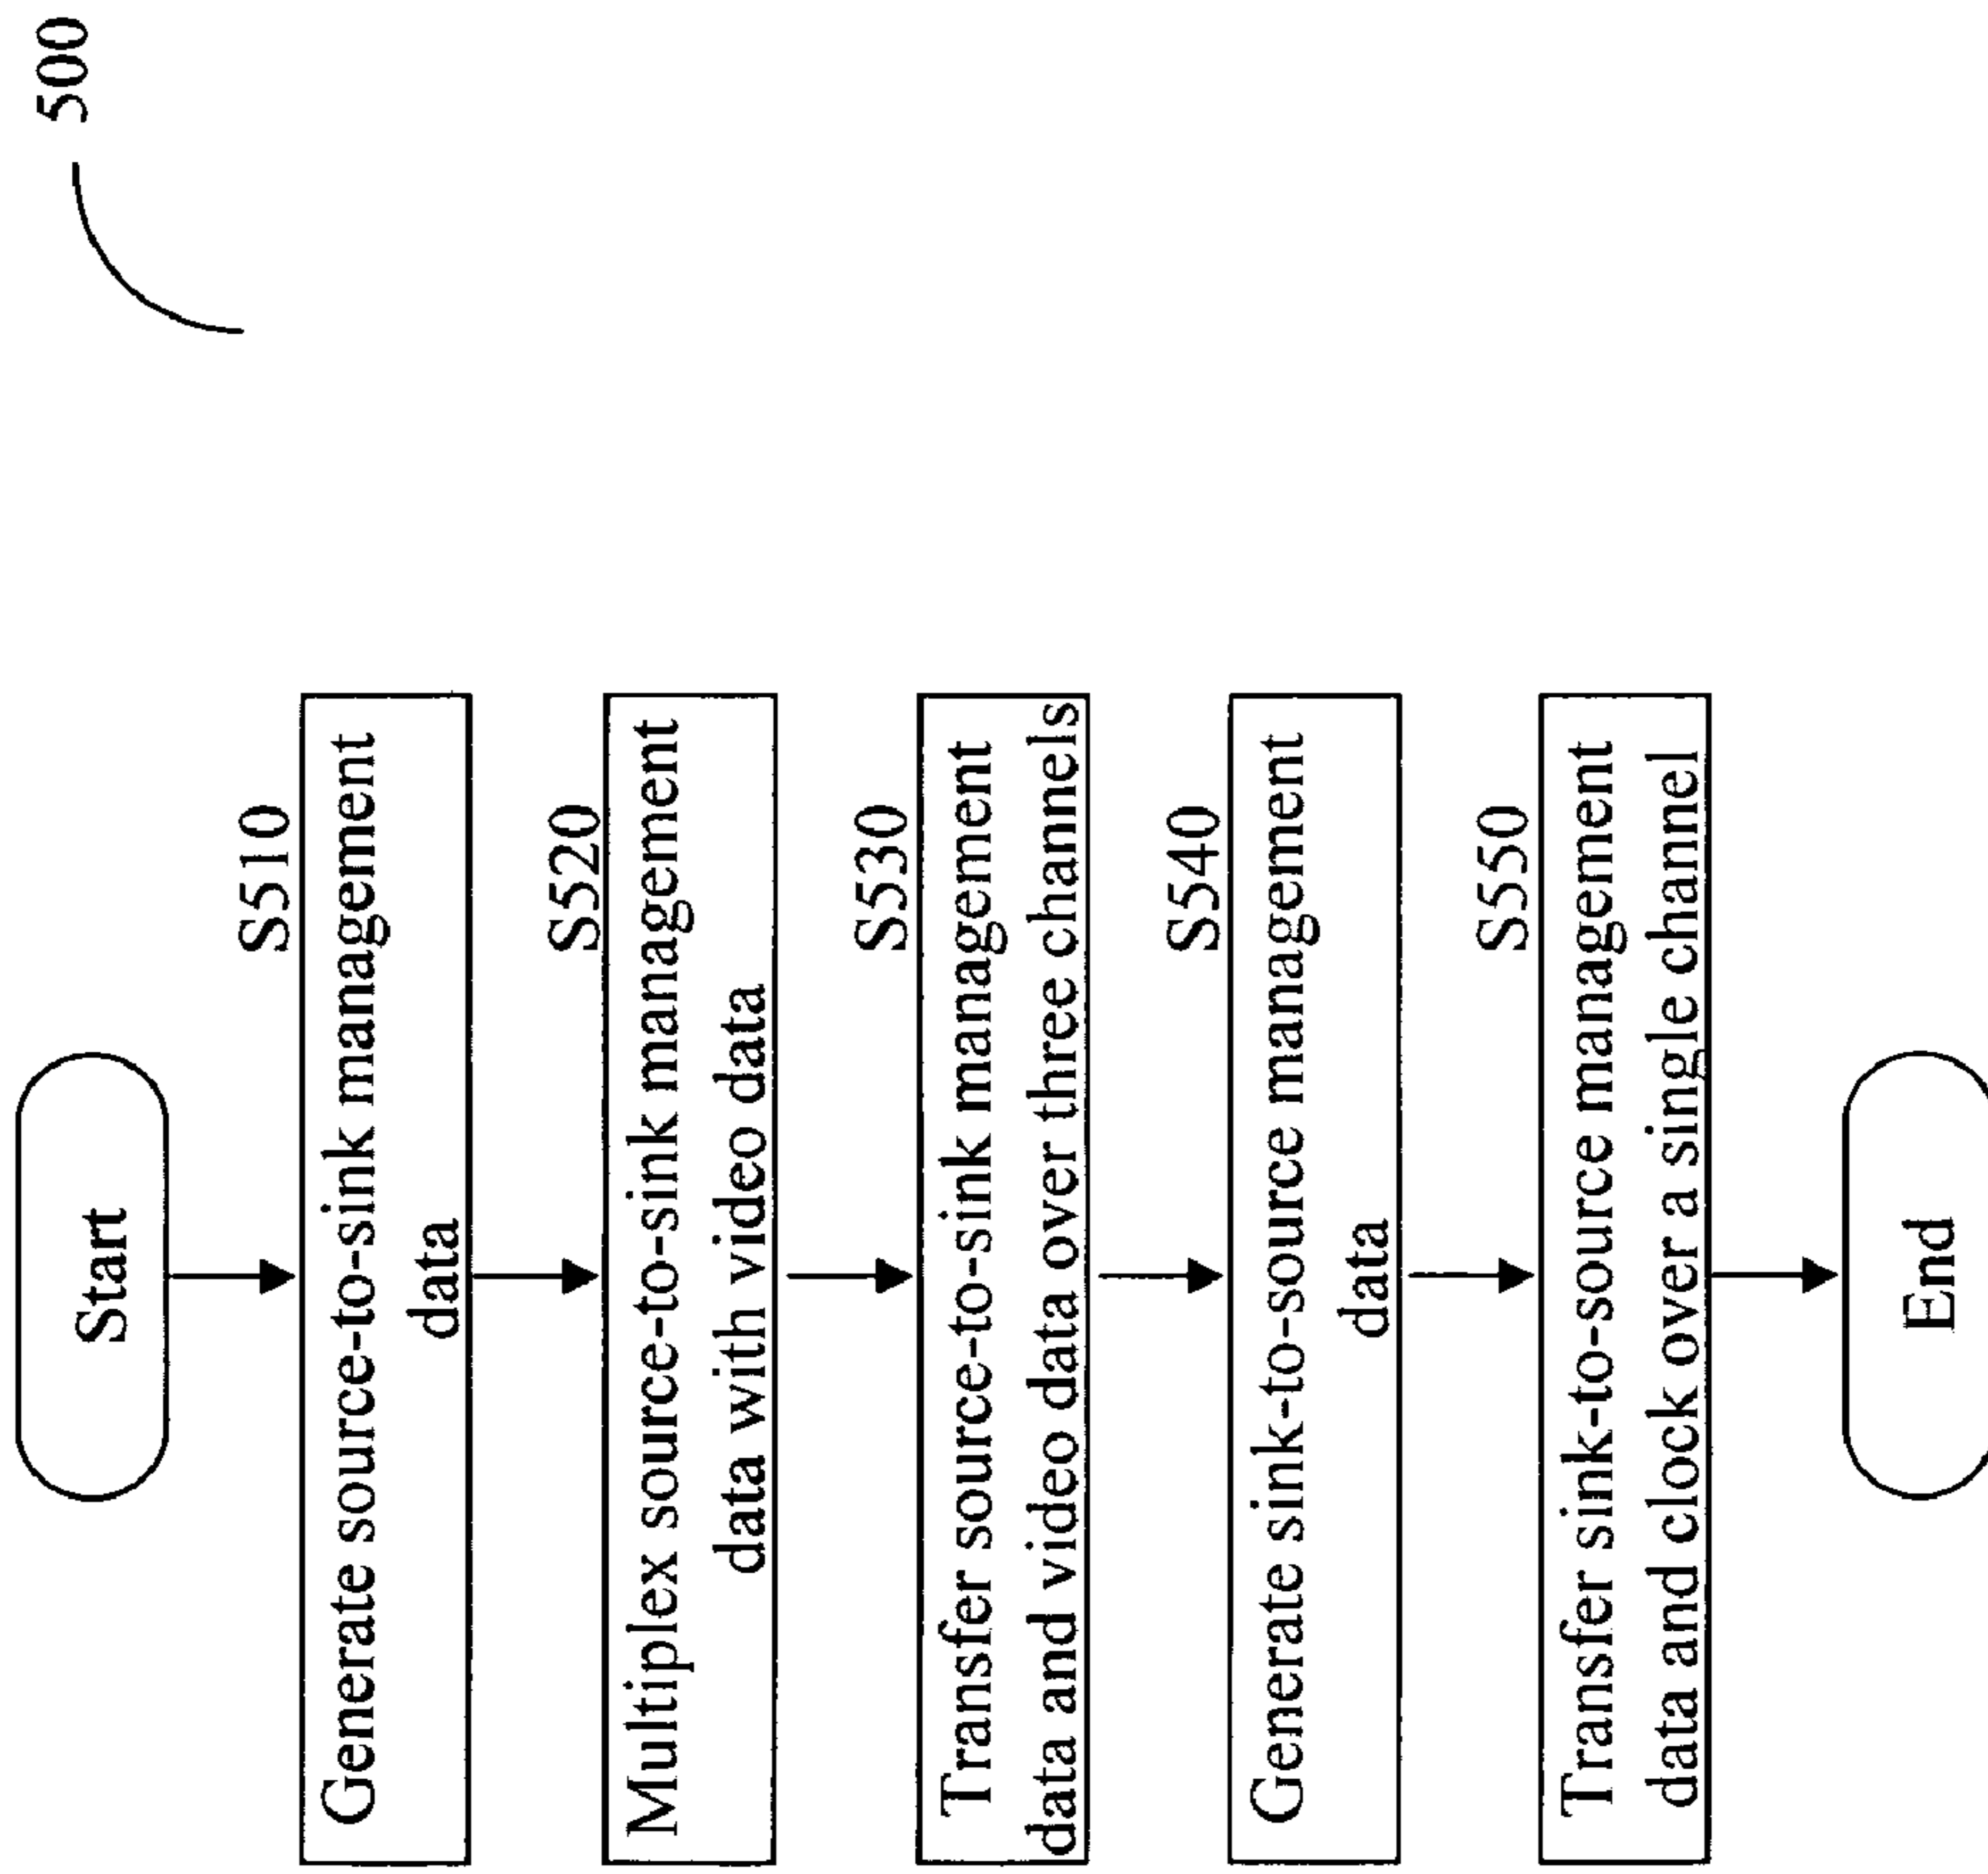 500
Start
S510
Generate source-to-sink management
data
S520
Multiplex source-to-sink management
data with video data
S530
Transfer source-to-sink management
data and video data over three channels
S540
Generate sink-to-source management
data
S550
Transfer sink-to-source management
data and clock over a single channel
End